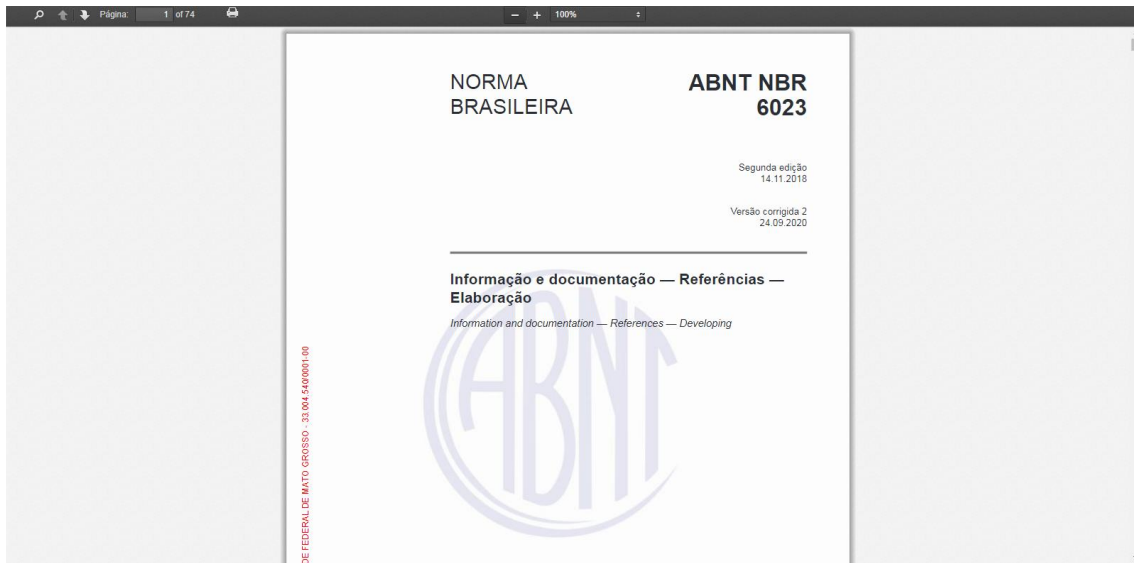 Página: 1 of 74 100%
NORMA
BRASILEIRA
ABNT NBR
6023
Segunda edição
14.11.2018
Versão corrigida 2
24.09.2020
Informação e documentação — Referências —
Elaboração
Information and documentation — References — Developing
ABNT
DE FEDERAL DE MATO GROSSO - 33.004.540/0001-00